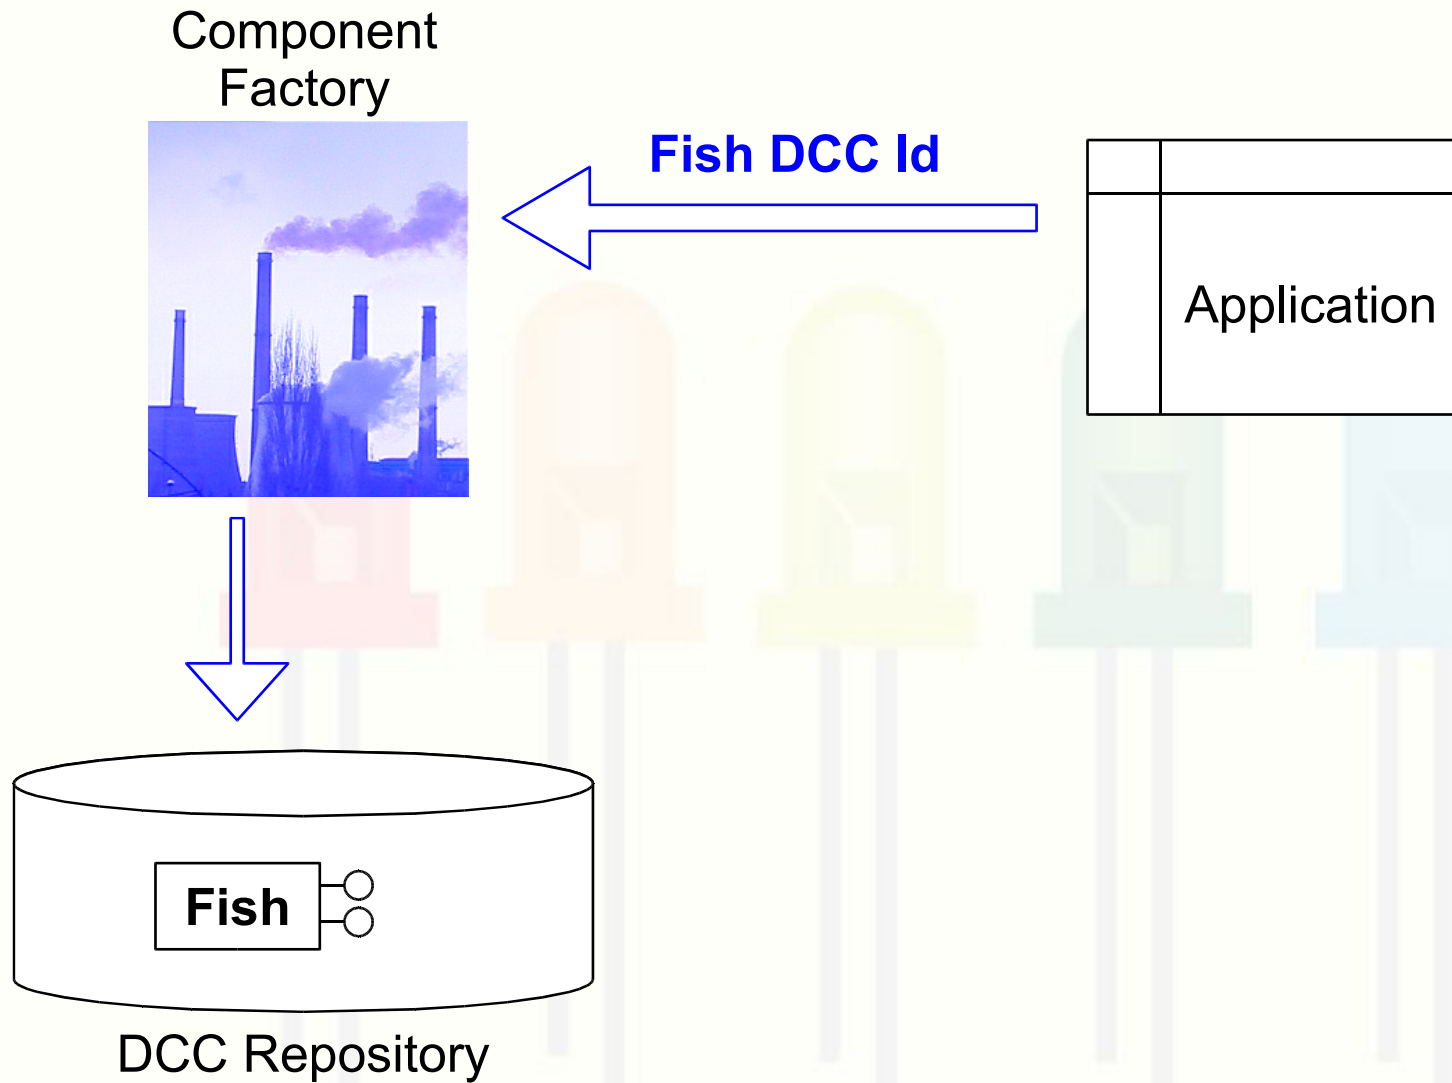 Component
Factory
Fish DCC Id
Application
Fish
DCC Repository